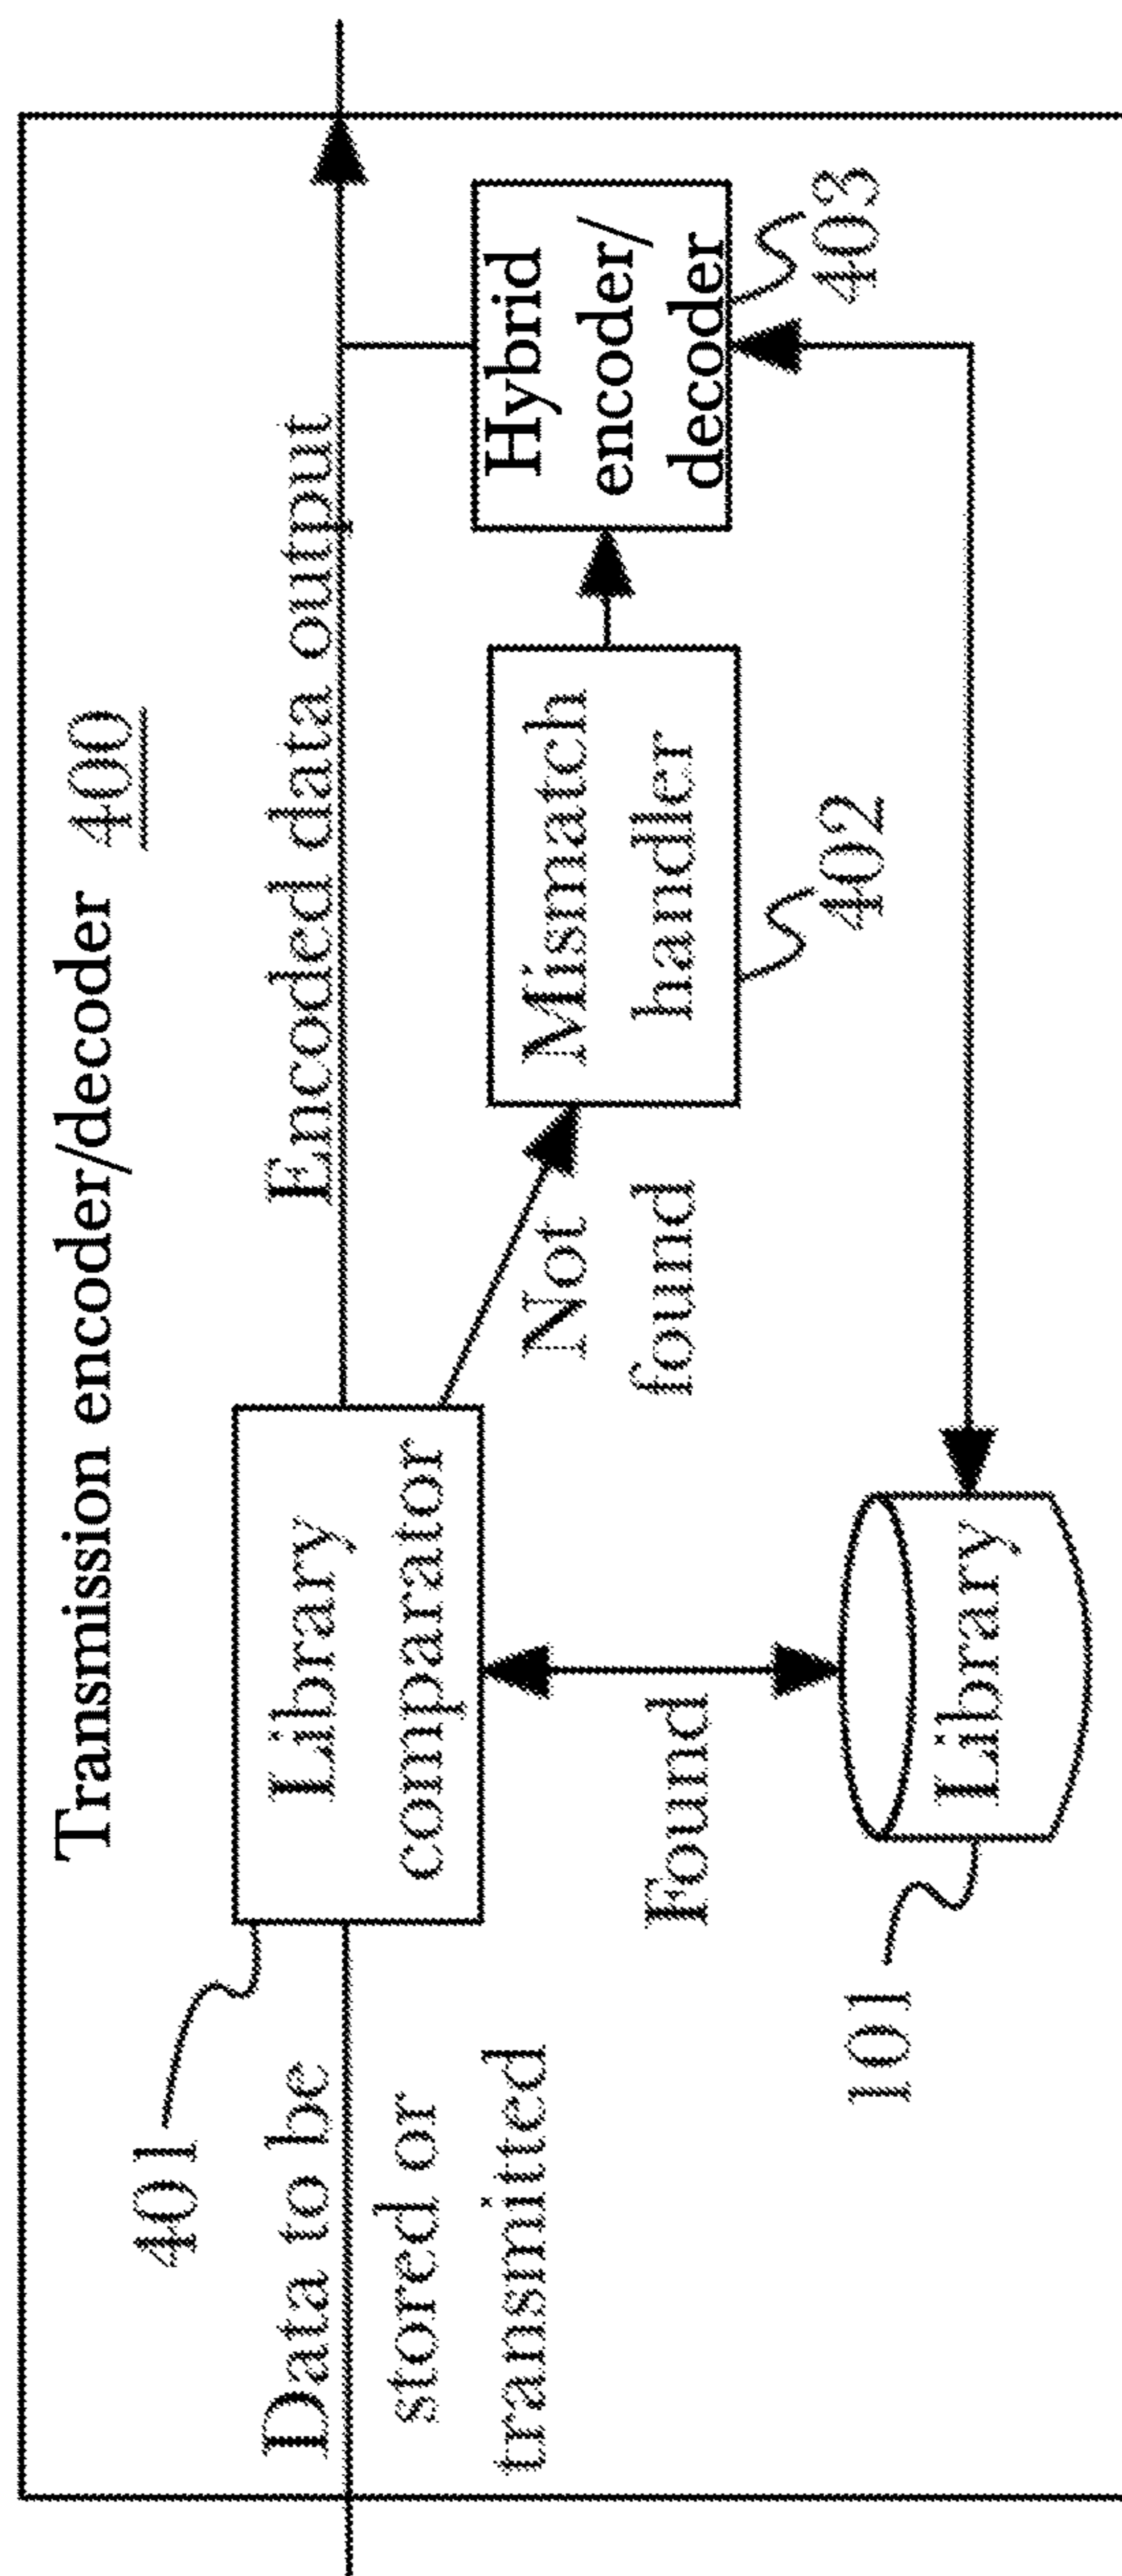 Transmission encoder/decoder 400
401
Data to be
stored or
transmitted
Library
comparator
Encoded data output
Not
found
Mismatch
handler
402
Hybrid
encoder/
decoder
403
Found
Library
101